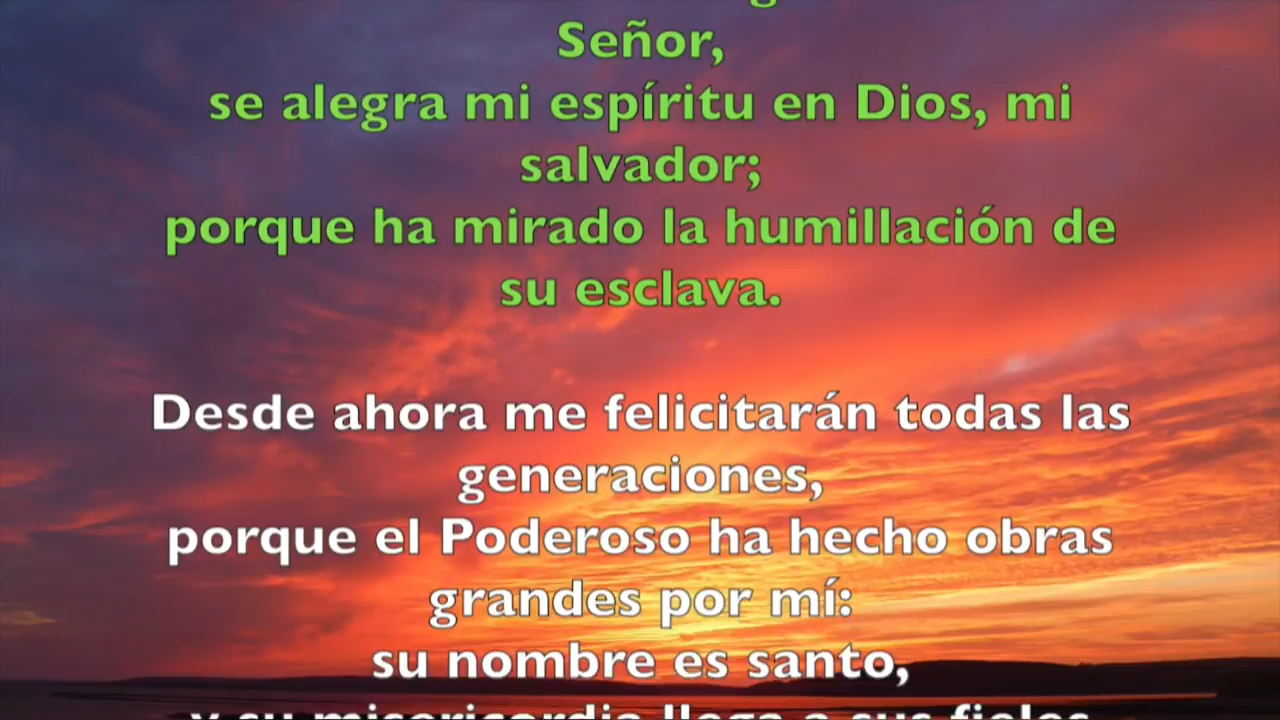 Señor,
se alegra mi espíritu en Dios, mi
salvador;
porque ha mirado la humillación de
su esclava.
Desde ahora me felicitarán todas las
generaciones,
porque el Poderoso ha hecho obras
grandes por mí:
su nombre es santo,
y su misericordia llega a sus fieles